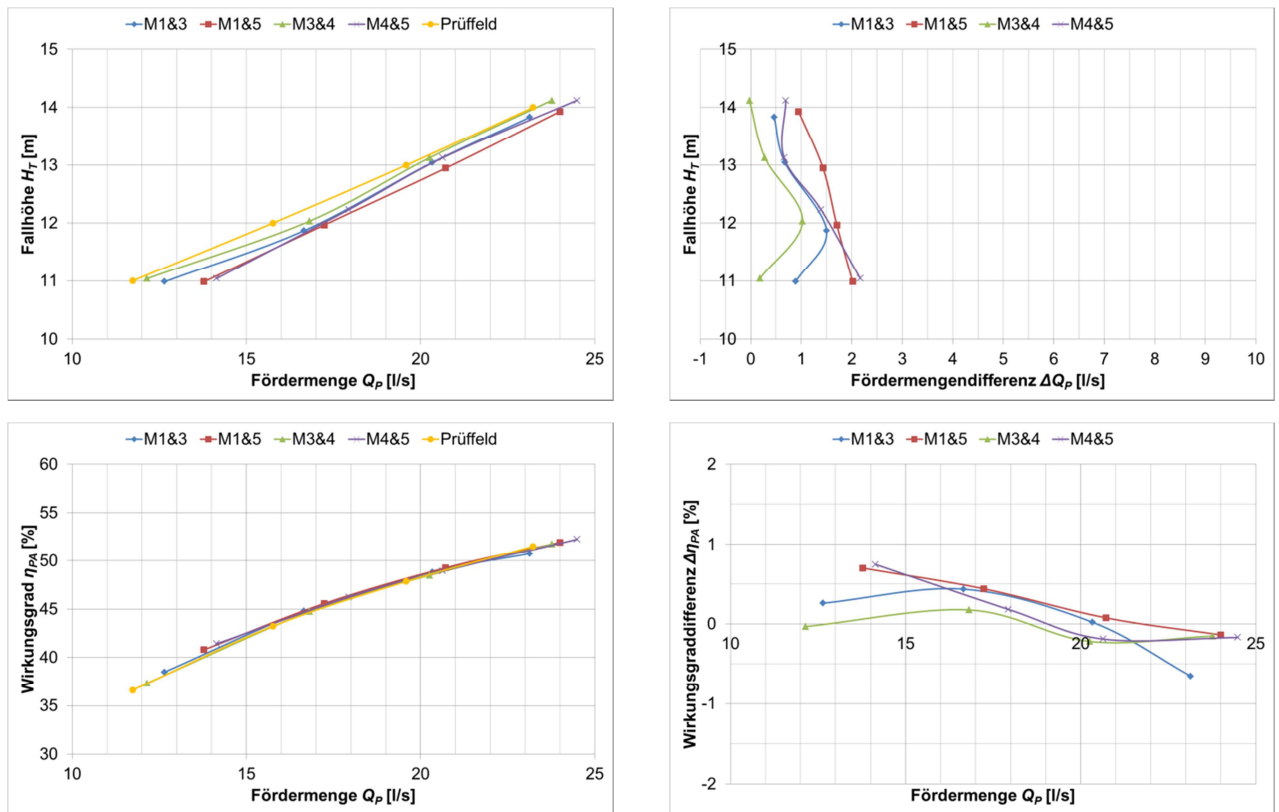 M1&3 M1&5 M3&4 M4&5 Prüffeld
15
14
13
12
11
10
Fallhöhe H_T [m]
10 15 20 25
Fördermenge Q_P [l/s]
M1&3 M1&5 M3&4 M4&5
15
14
13
12
11
10
Fallhöhe H_T [m]
-1 0 1 2 3 4 5 6 7 8 9 10
Fördermengendifferenz ΔQ_P [l/s]
M1&3 M1&5 M3&4 M4&5 Prüffeld
60
55
50
45
40
35
30
Wirkungsgrad η_PA [%]
10 15 20 25
Fördermenge Q_P [l/s]
M1&3 M1&5 M3&4 M4&5
2
1
0
-1
-2
Wirkungsgraddifferenz Δη_PA [%]
10 15 20 25
Fördermenge Q_P [l/s]